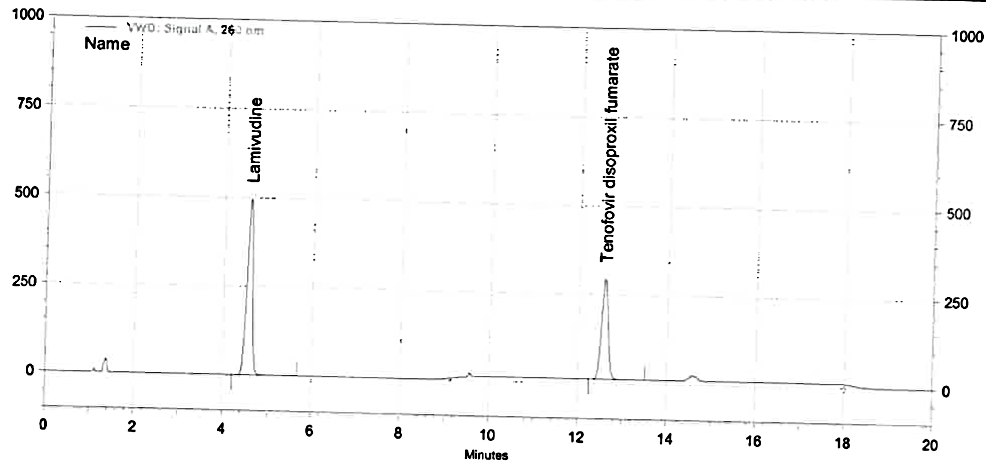 VWD: Signal A, 260 nm
Name
1000
750
500
250
0
1000
750
500
250
0
Lamivudine
Tenofovir disoproxil fumarate
0 2 4 6 8 10 12 14 16 18 20
Minutes